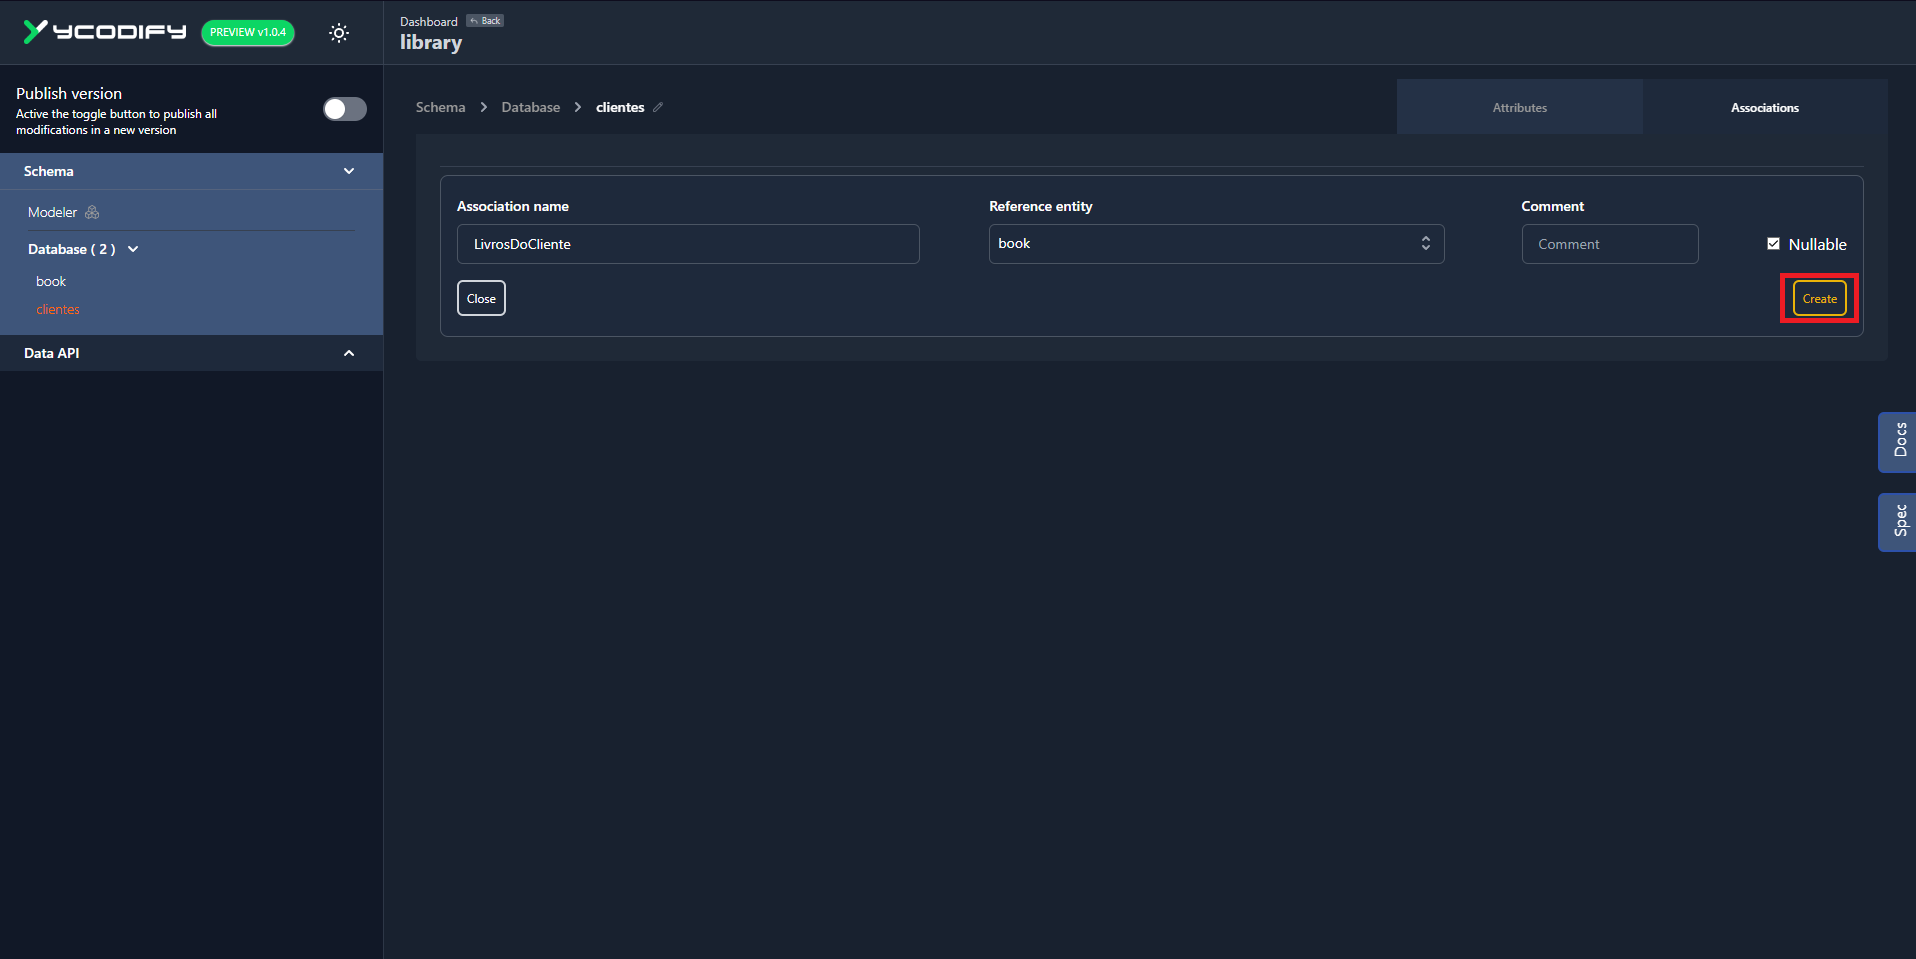 YCODIFY
PREVIEW v1.0.4
Dashboard
Back
library
Publish version
Active the toggle button to publish all
modifications in a new version
Schema
Modeler
Database ( 2 )
book
clientes
Data API
Schema
Database
clientes
Attributes
Associations
Association name
Reference entity
Comment
LivrosDoCliente
book
Comment
Nullable
Close
Create
Docs
Spec